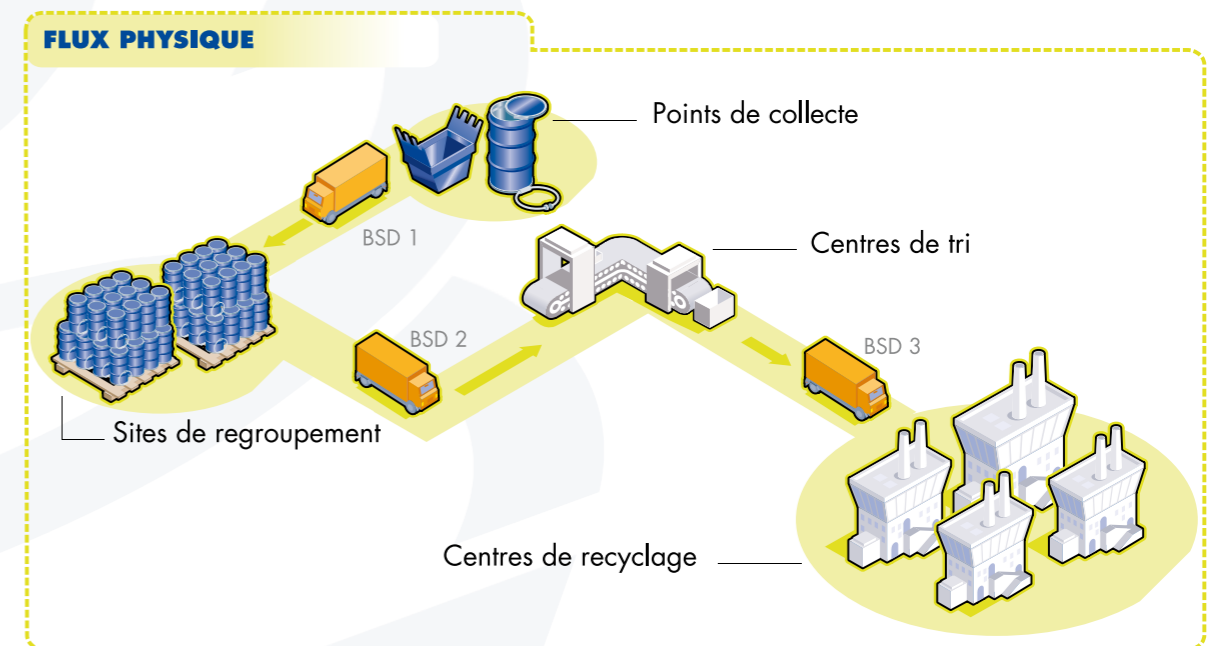 FLUX PHYSIQUE
Points de collecte
BSD 1
Centres de tri
BSD 2
BSD 3
Sites de regroupement
Centres de recyclage